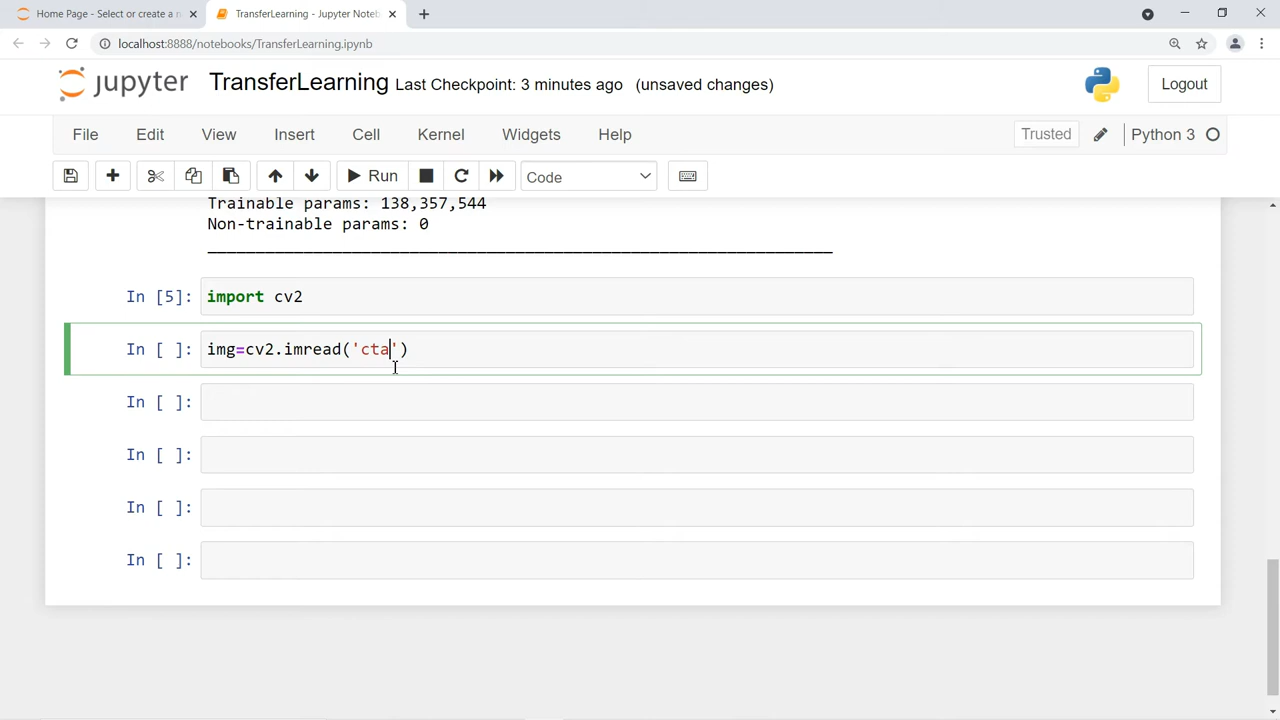 Home Page - Select or create a n
TransferLearning - Jupyter Noteb
localhost:8888/notebooks/TransferLearning.ipynb
jupyter TransferLearning Last Checkpoint: 3 minutes ago (unsaved changes)
Logout
File Edit View Insert Cell Kernel Widgets Help
Trusted Python 3
Run Code
Trainable params: 138,357,544
Non-trainable params: 0
In [5]: import cv2
In [ ]: img=cv2.imread('cta')
In [ ]:
In [ ]:
In [ ]:
In [ ]: